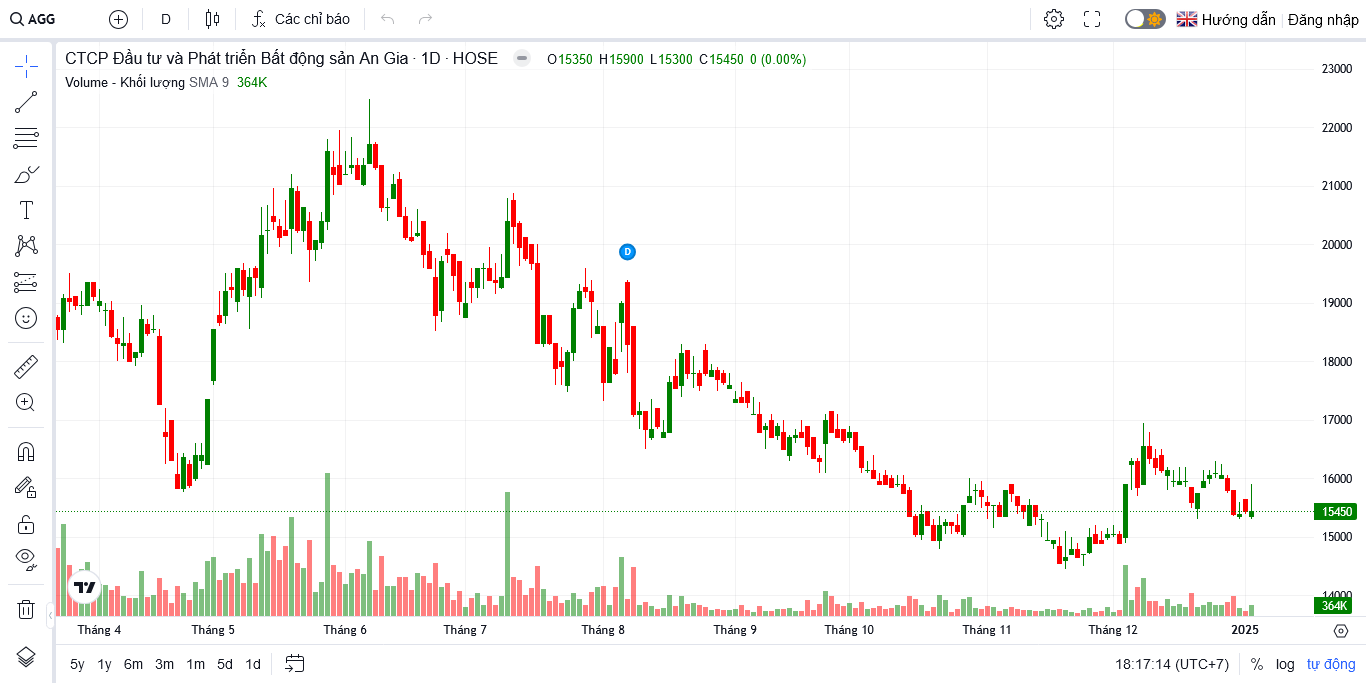 AGG
D
Các chỉ báo
Hướng dẫn
Đăng nhập
CTCP Đầu tư và Phát triển Bất động sản An Gia · 1D · HOSE
O15350 H15900 L15300 C15450 0 (0.00%)
Volume - Khối lượng SMA 9 364K
23000
22000
21000
20000
19000
18000
17000
16000
15450
15000
14000
364K
D
Tháng 4
Tháng 5
Tháng 6
Tháng 7
Tháng 8
Tháng 9
Tháng 10
Tháng 11
Tháng 12
2025
5y 1y 6m 3m 1m 5d 1d
18:17:14 (UTC+7)
%
log
tự động